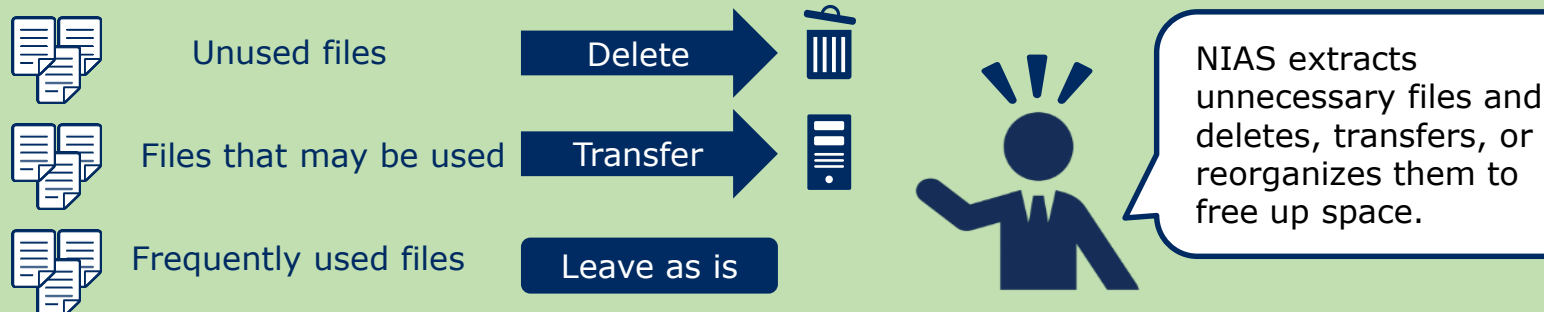 Unused files
Delete
Files that may be used
Transfer
Frequently used files
Leave as is
NIAS extracts
unnecessary files and
deletes, transfers, or
reorganizes them to
free up space.